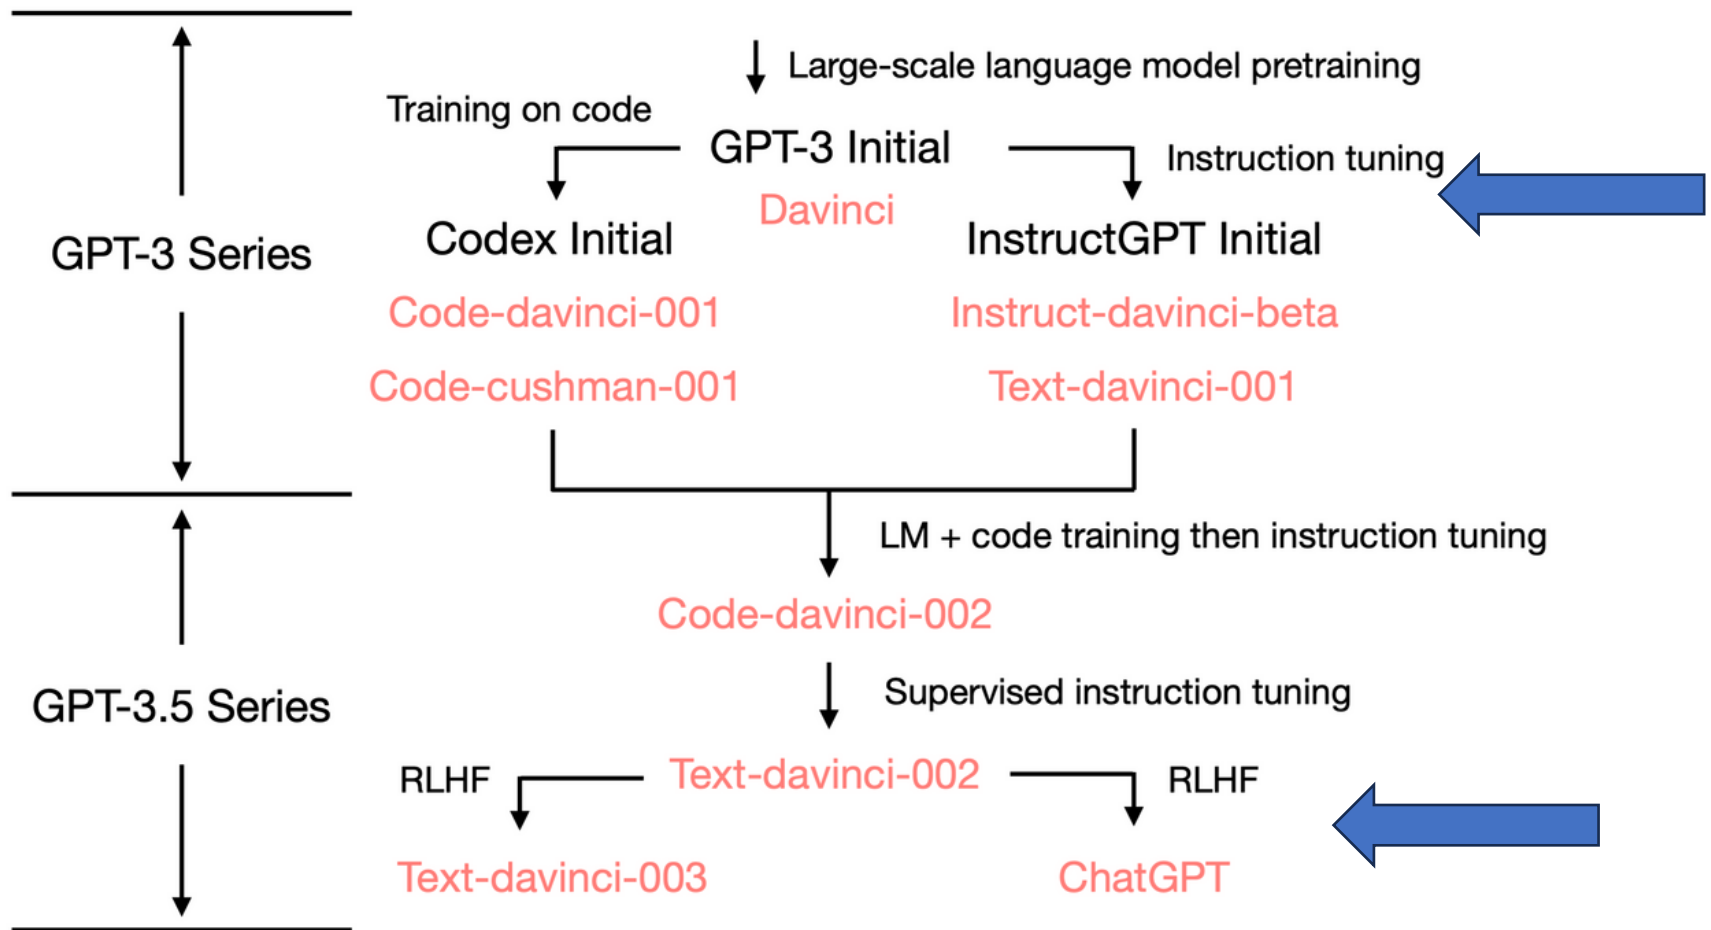 Large-scale language model pretraining
Training on code
GPT-3 Initial
Instruction tuning
Davinci
GPT-3 Series
Codex Initial
InstructGPT Initial
Code-davinci-001
Instruct-davinci-beta
Code-cushman-001
Text-davinci-001
LM + code training then instruction tuning
Code-davinci-002
GPT-3.5 Series
Supervised instruction tuning
RLHF
Text-davinci-002
RLHF
Text-davinci-003
ChatGPT